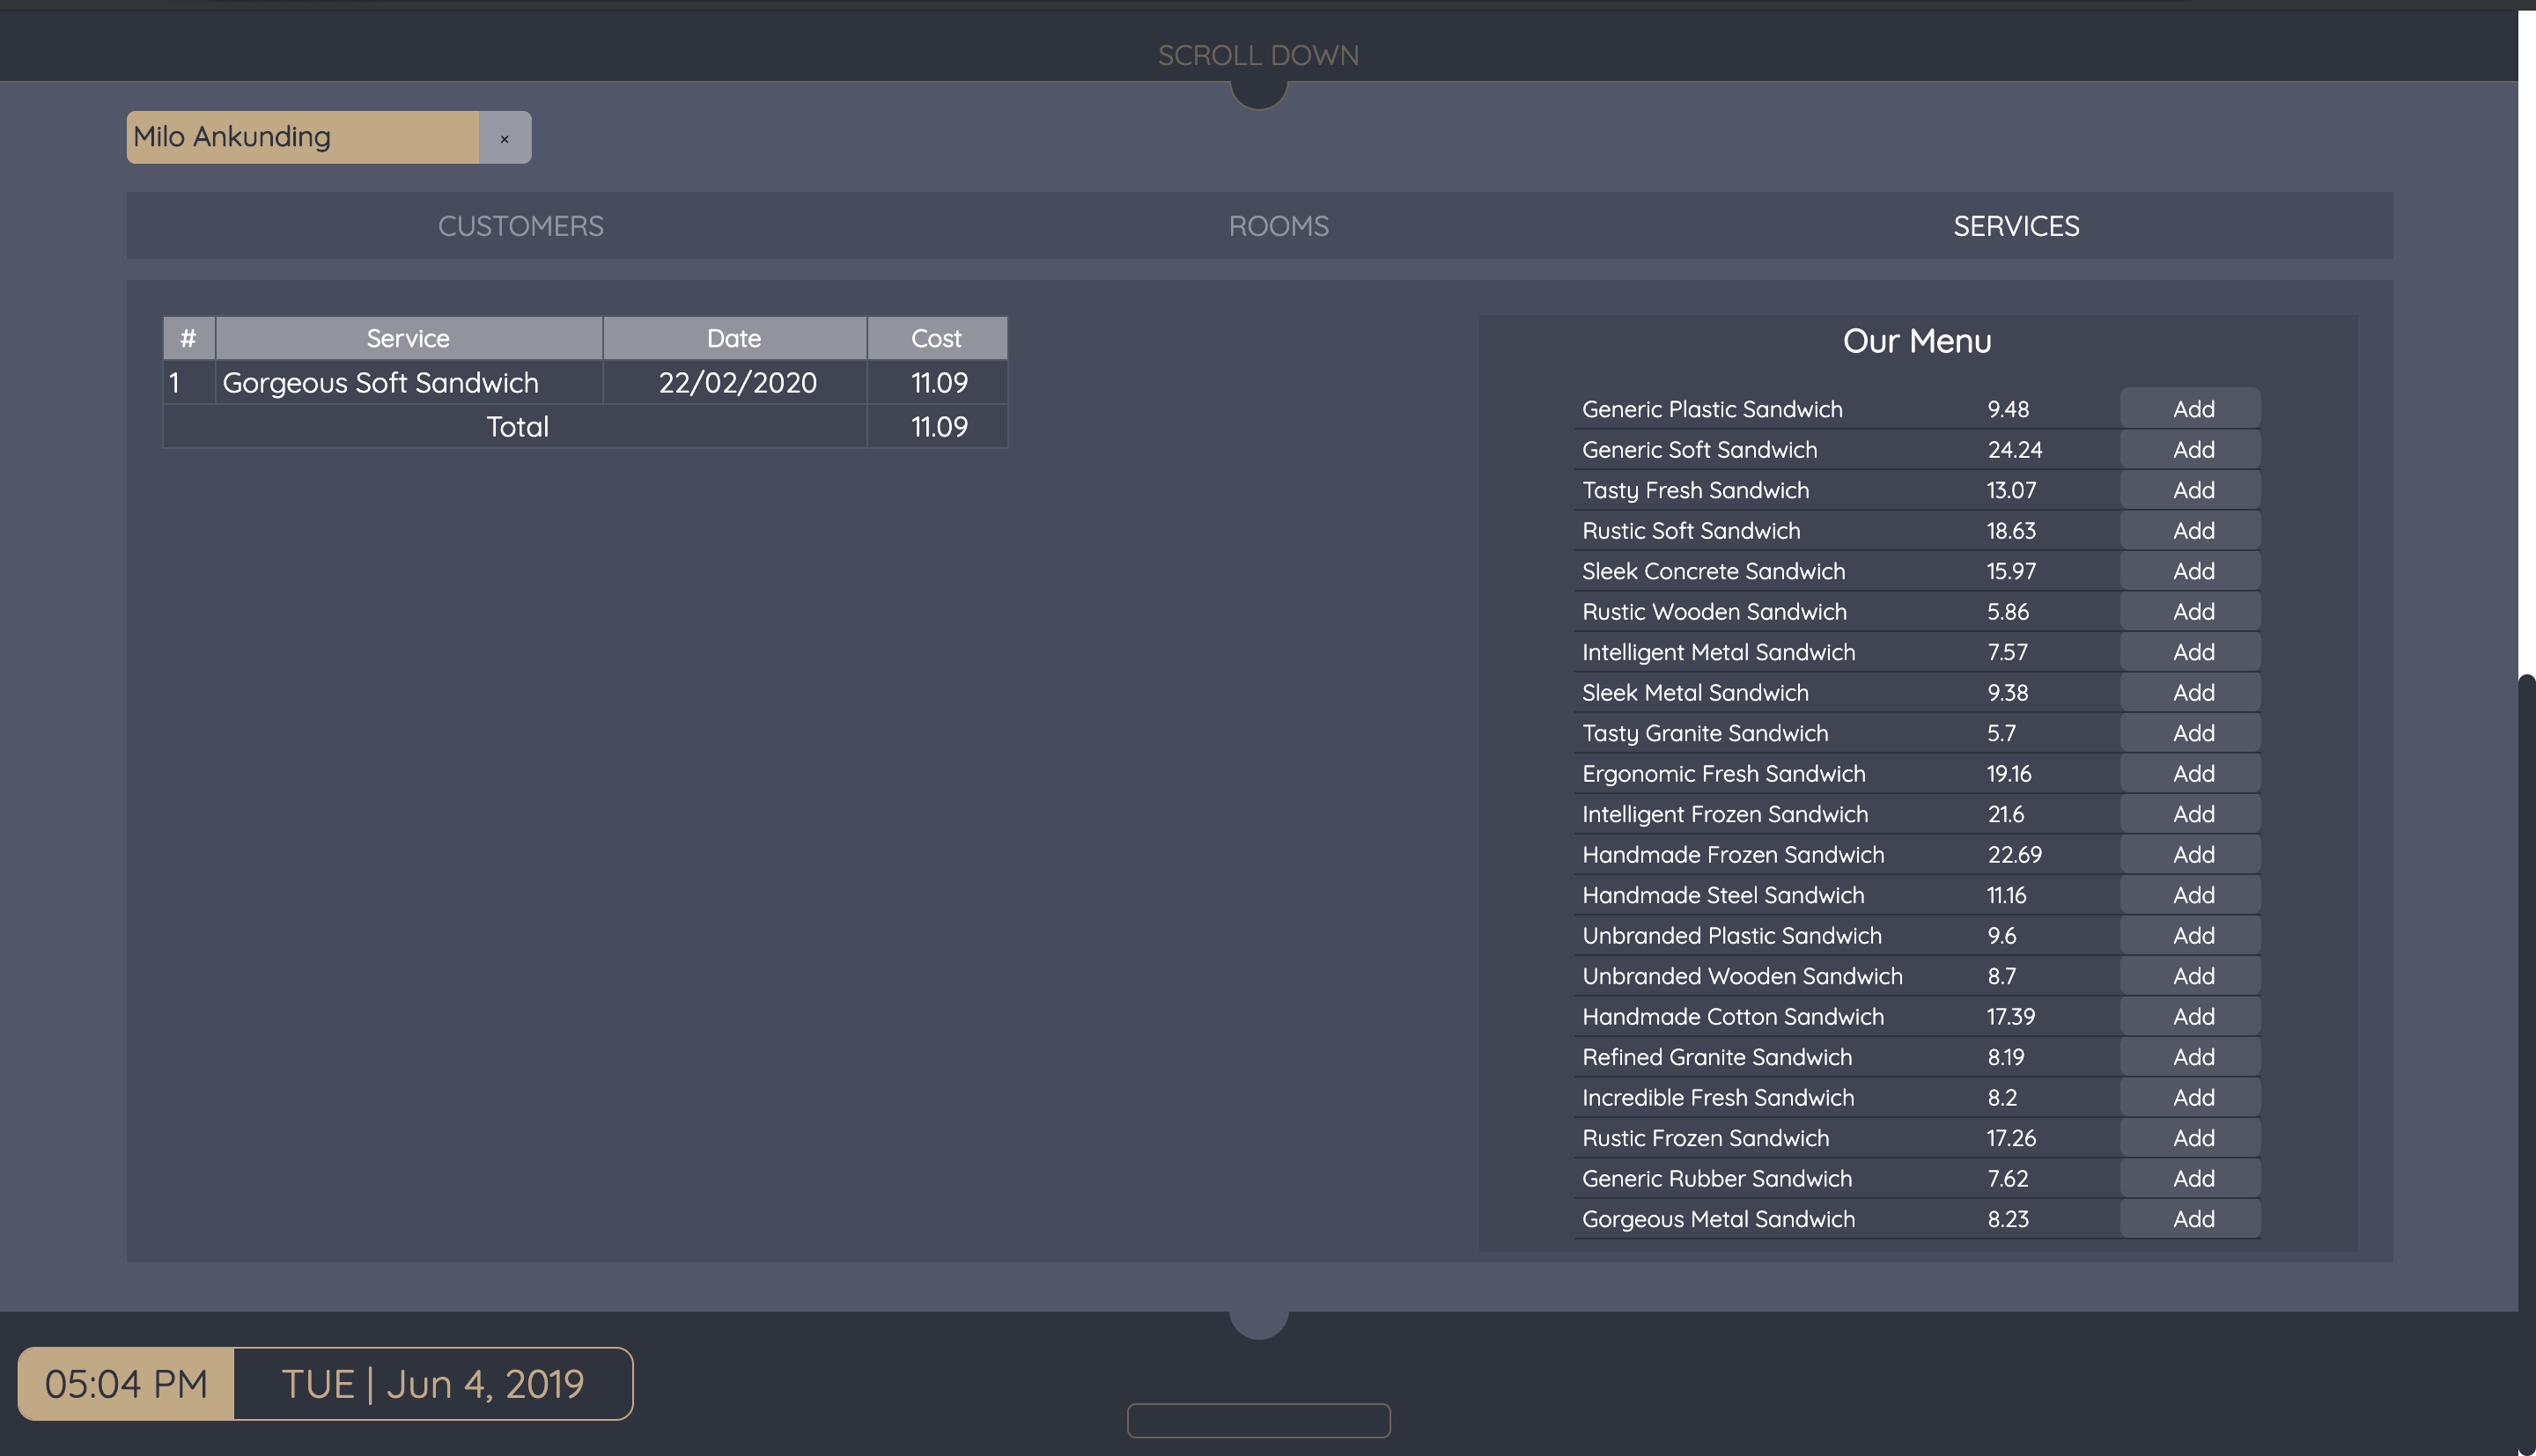 SCROLL DOWN
Milo Ankunding ×
CUSTOMERS ROOMS SERVICES
# Service Date Cost
1 Gorgeous Soft Sandwich 22/02/2020 11.09
Total 11.09
Our Menu
Generic Plastic Sandwich 9.48 Add
Generic Soft Sandwich 24.24 Add
Tasty Fresh Sandwich 13.07 Add
Rustic Soft Sandwich 18.63 Add
Sleek Concrete Sandwich 15.97 Add
Rustic Wooden Sandwich 5.86 Add
Intelligent Metal Sandwich 7.57 Add
Sleek Metal Sandwich 9.38 Add
Tasty Granite Sandwich 5.7 Add
Ergonomic Fresh Sandwich 19.16 Add
Intelligent Frozen Sandwich 21.6 Add
Handmade Frozen Sandwich 22.69 Add
Handmade Steel Sandwich 11.16 Add
Unbranded Plastic Sandwich 9.6 Add
Unbranded Wooden Sandwich 8.7 Add
Handmade Cotton Sandwich 17.39 Add
Refined Granite Sandwich 8.19 Add
Incredible Fresh Sandwich 8.2 Add
Rustic Frozen Sandwich 17.26 Add
Generic Rubber Sandwich 7.62 Add
Gorgeous Metal Sandwich 8.23 Add
05:04 PM TUE | Jun 4, 2019